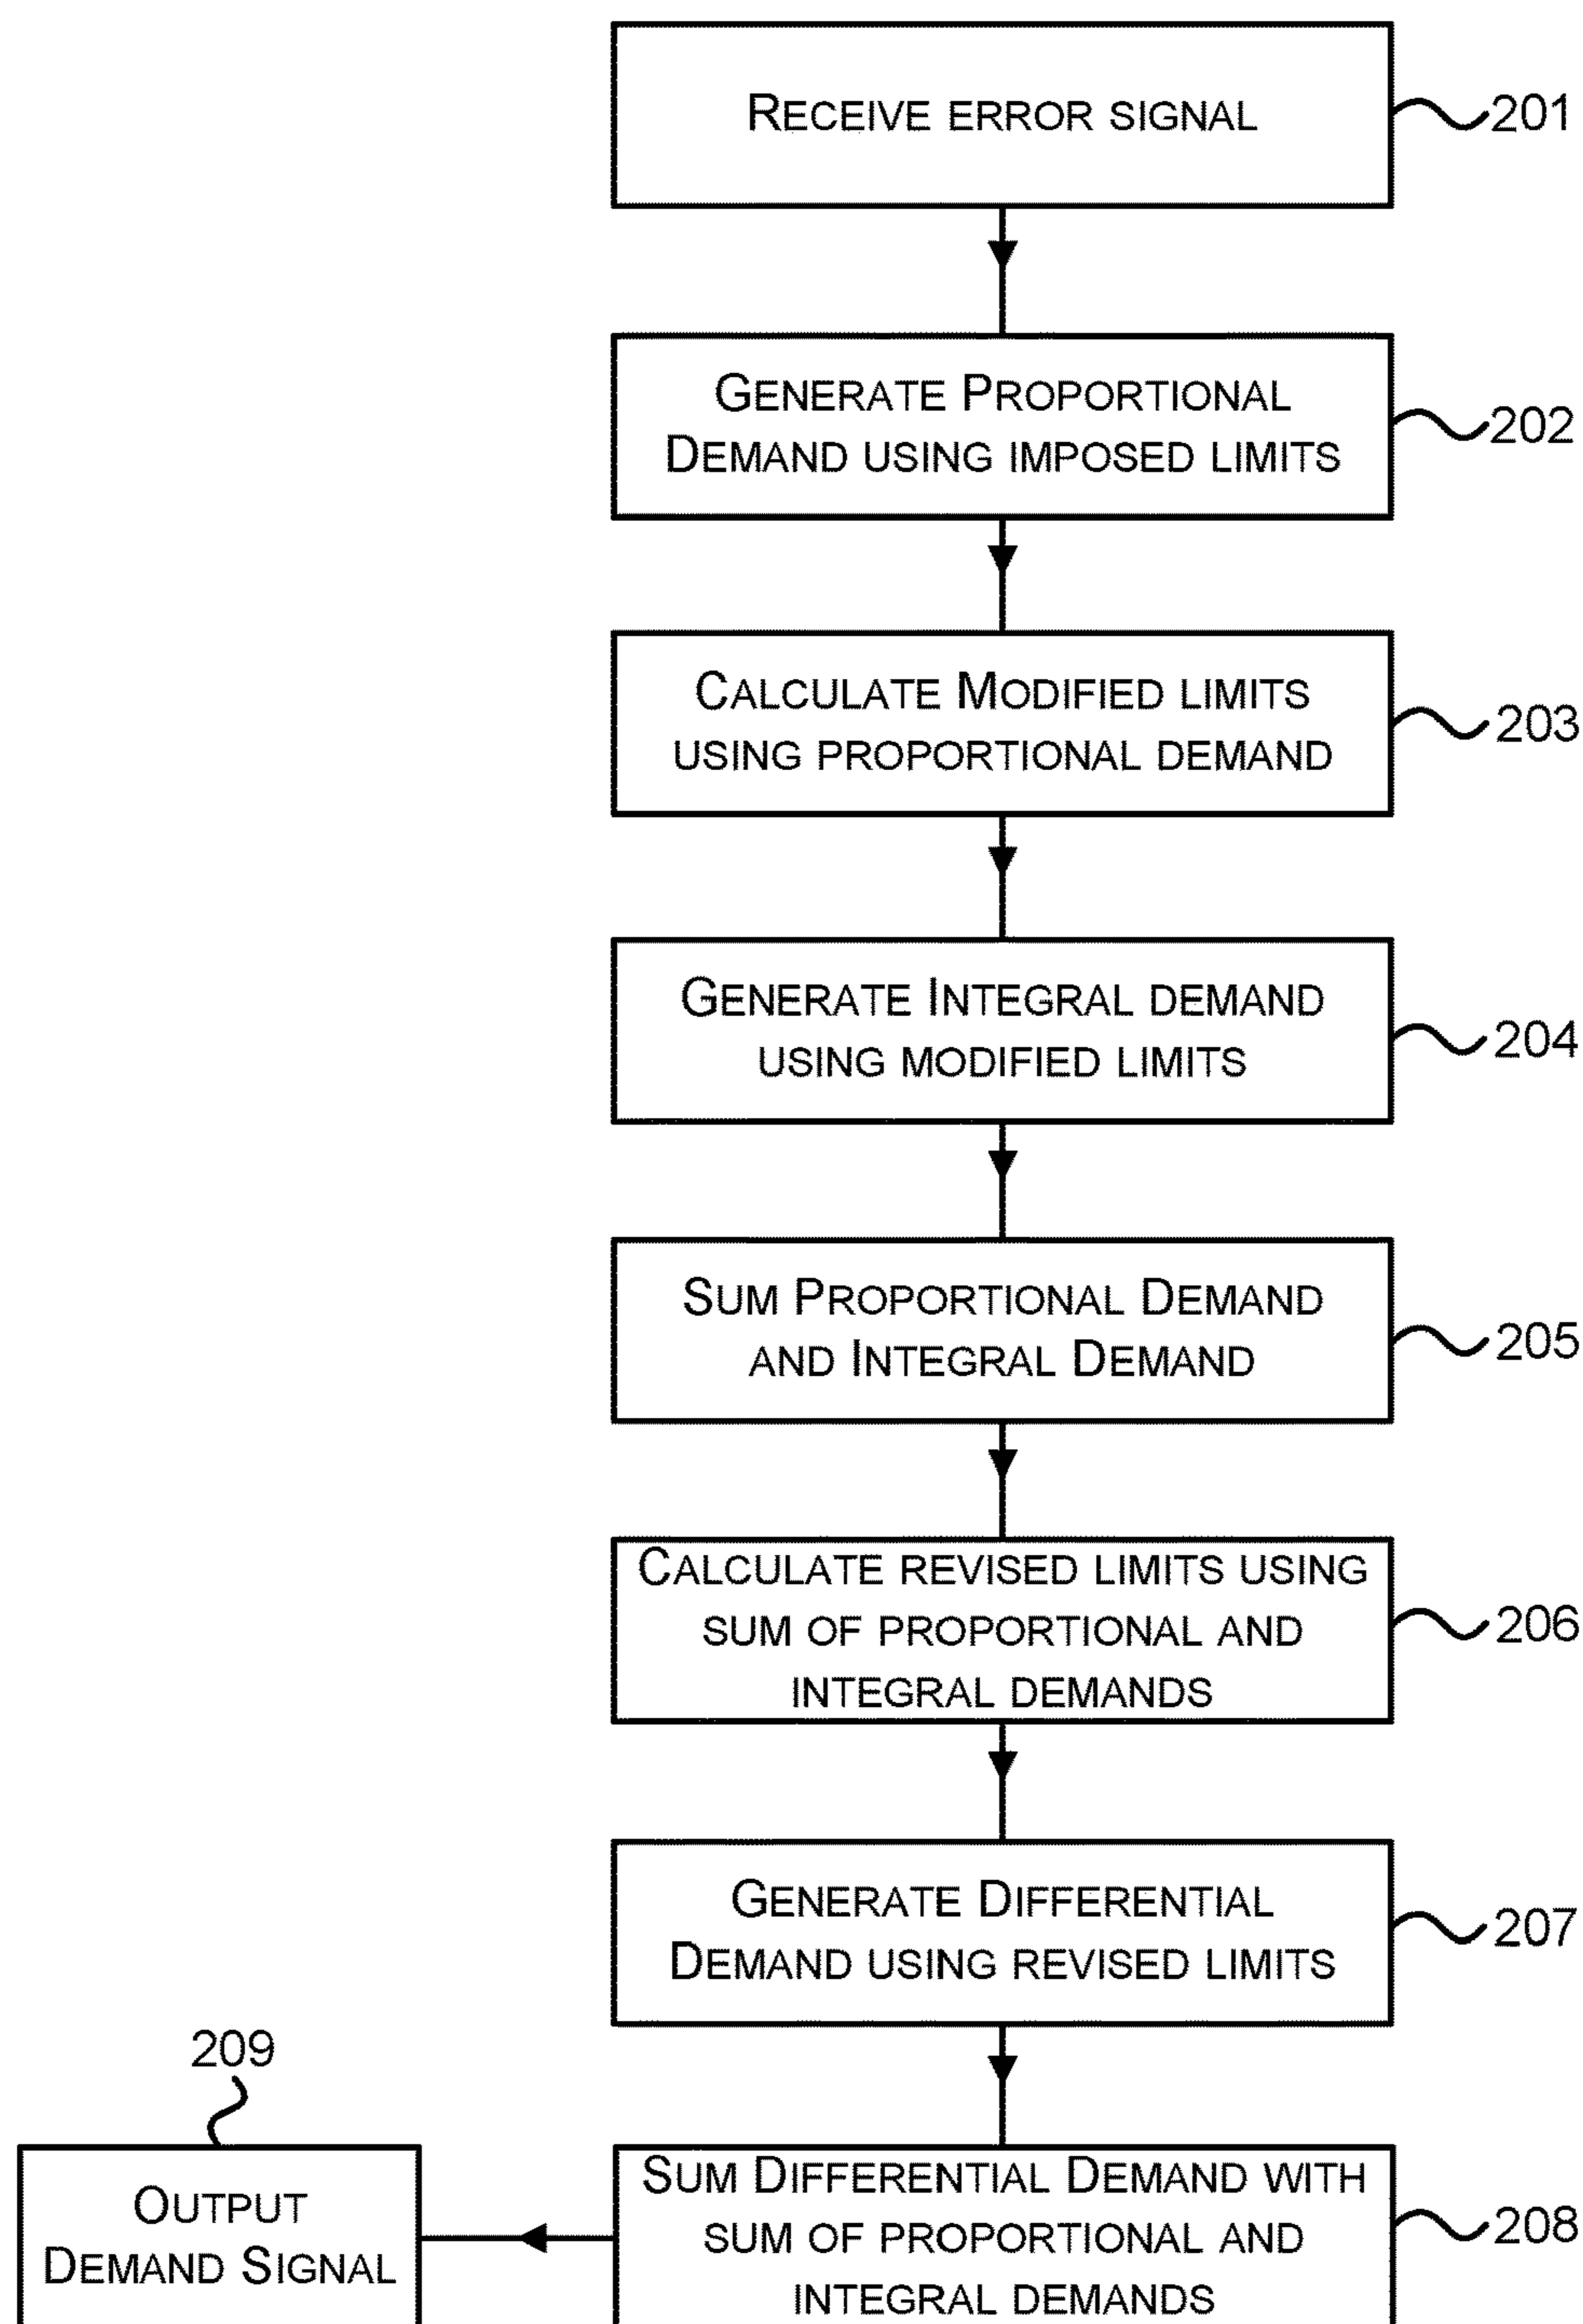 RECEIVE ERROR SIGNAL
201
GENERATE PROPORTIONAL
DEMAND USING IMPOSED LIMITS
202
CALCULATE MODIFIED LIMITS
USING PROPORTIONAL DEMAND
203
GENERATE INTEGRAL DEMAND
USING MODIFIED LIMITS
204
SUM PROPORTIONAL DEMAND
AND INTEGRAL DEMAND
205
CALCULATE REVISED LIMITS USING
SUM OF PROPORTIONAL AND
INTEGRAL DEMANDS
206
GENERATE DIFFERENTIAL
DEMAND USING REVISED LIMITS
207
SUM DIFFERENTIAL DEMAND WITH
SUM OF PROPORTIONAL AND
INTEGRAL DEMANDS
208
209
OUTPUT
DEMAND SIGNAL